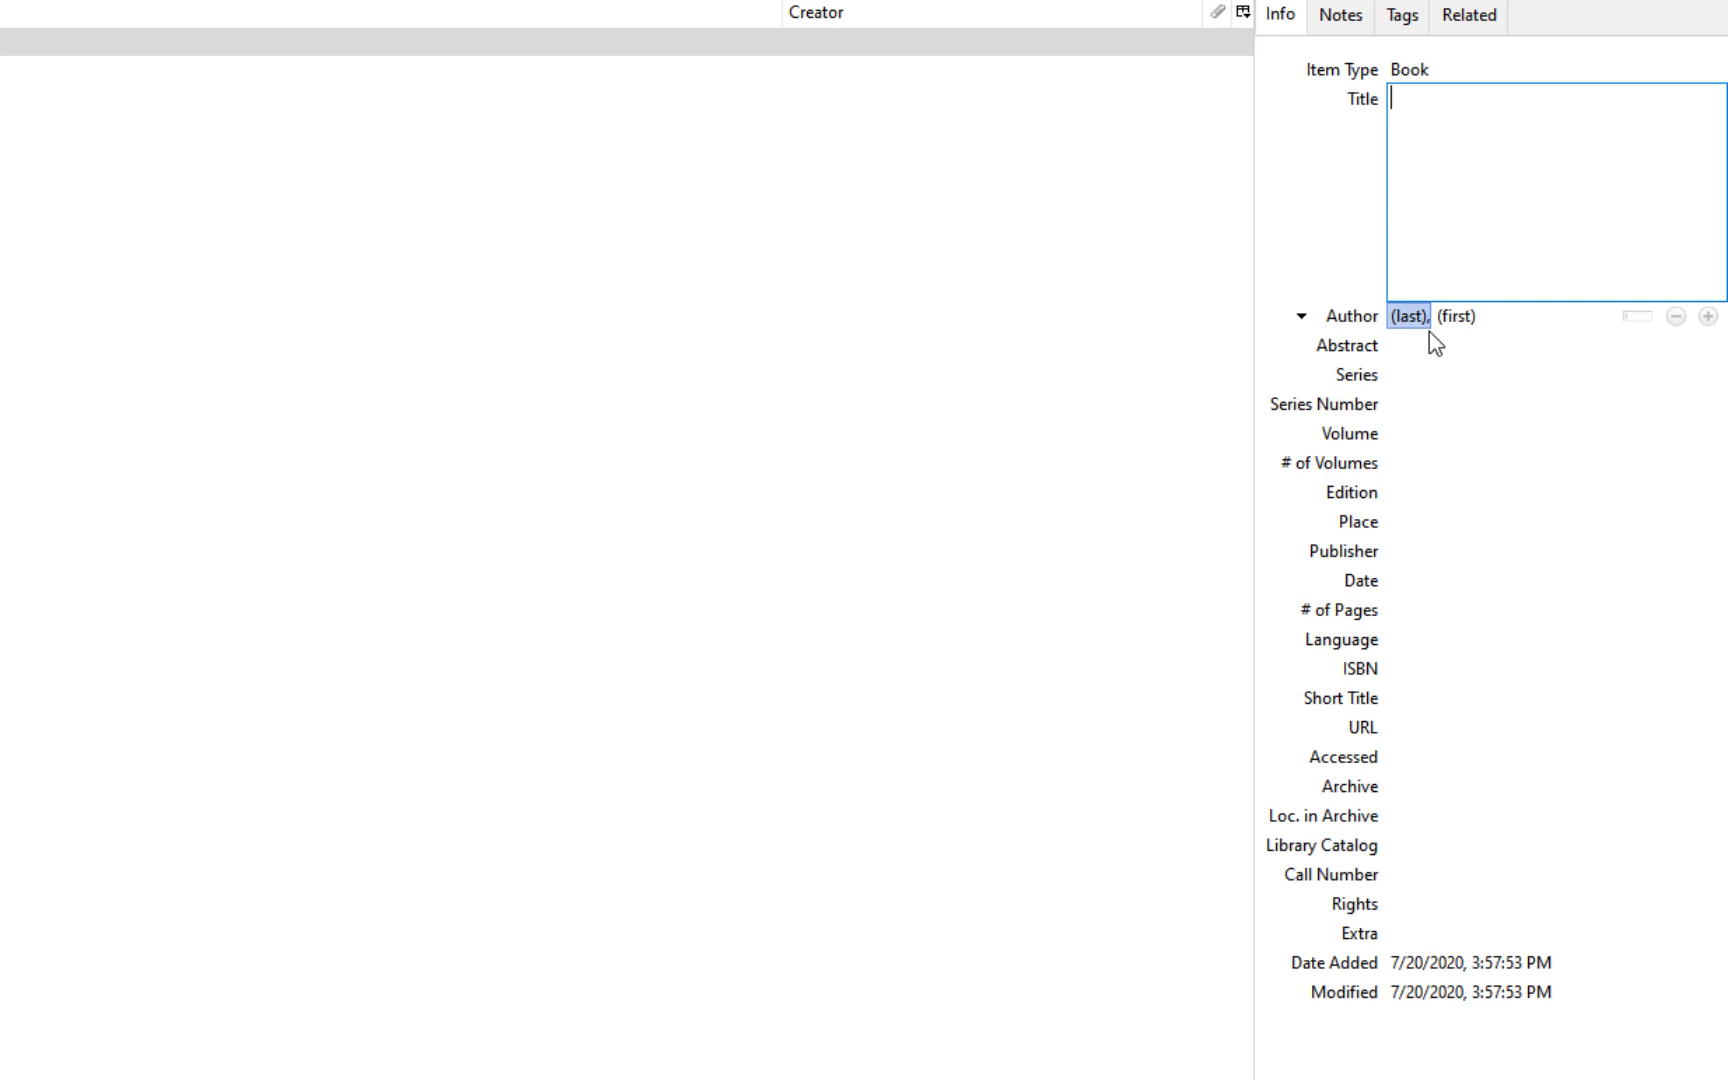 Creator
Info Notes Tags Related
Item Type Book
Title
Author (last), (first)
Abstract
Series
Series Number
Volume
# of Volumes
Edition
Place
Publisher
Date
# of Pages
Language
ISBN
Short Title
URL
Accessed
Archive
Loc. in Archive
Library Catalog
Call Number
Rights
Extra
Date Added 7/20/2020, 3:57:53 PM
Modified 7/20/2020, 3:57:53 PM